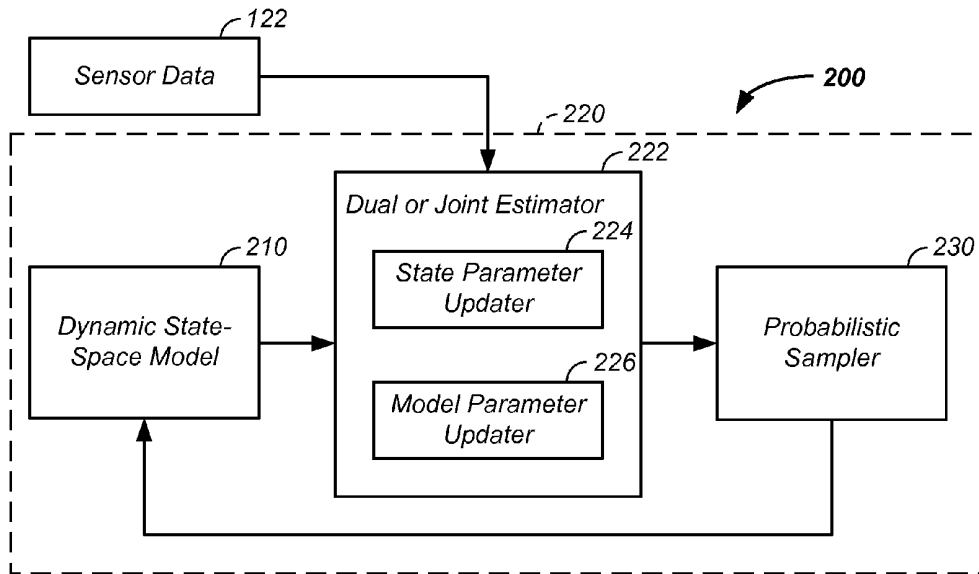 122
Sensor Data
200
220
222
Dual or Joint Estimator
224
State Parameter
Updater
210
Dynamic State-
Space Model
230
Probabilistic
Sampler
226
Model Parameter
Updater